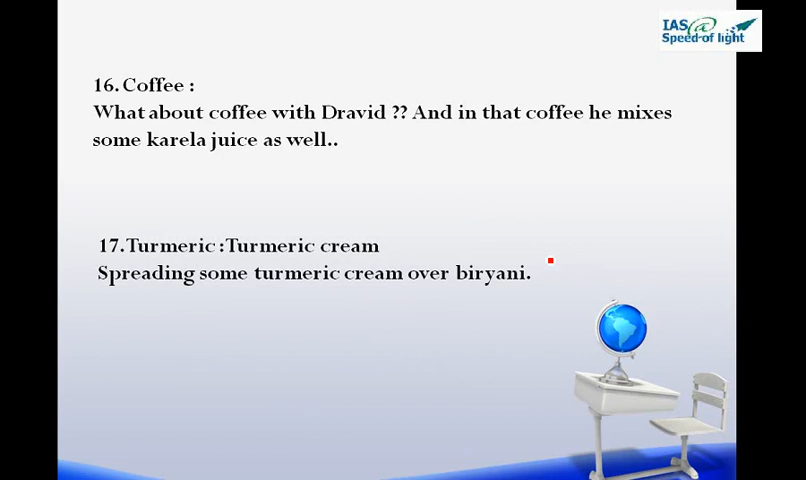 IAS@
Speed of light
16. Coffee :
What about coffee with Dravid ?? And in that coffee he mixes
some karela juice as well..
17.Turmeric :Turmeric cream
Spreading some turmeric cream over biryani.